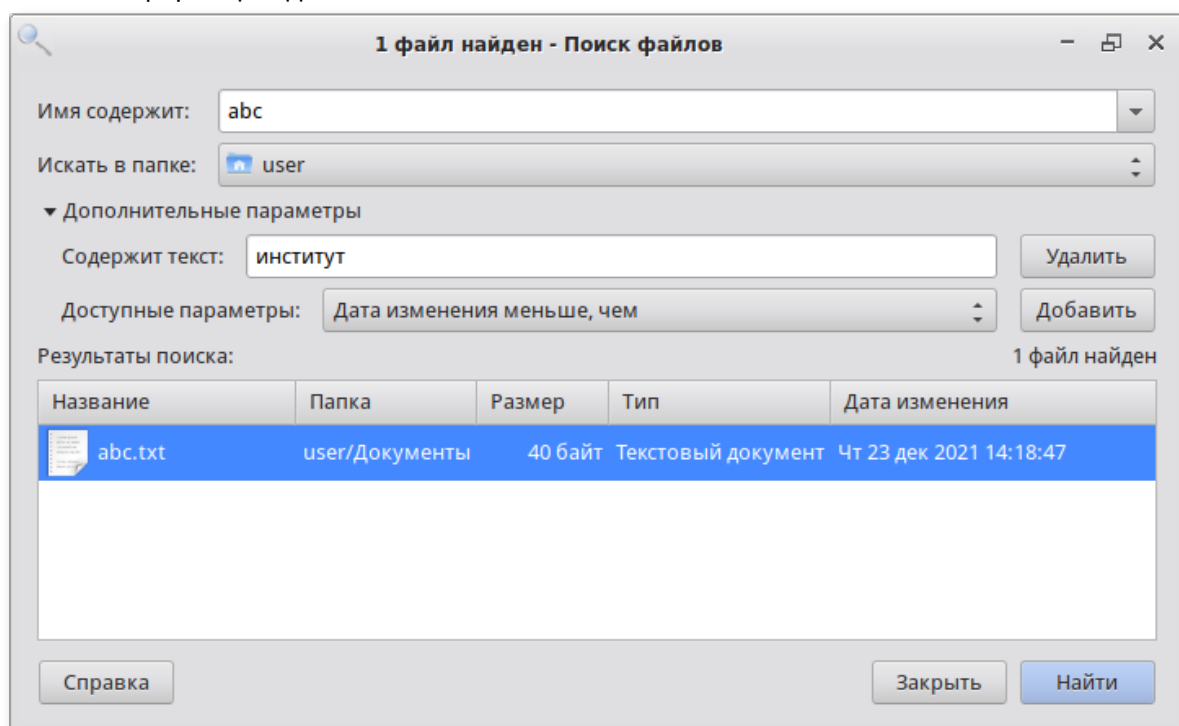 1 файл найден - Поиск файлов
Имя содержит: abc
Искать в папке: user
Дополнительные параметры
Содержит текст: институт Удалить
Доступные параметры: Дата изменения меньше, чем Добавить
Результаты поиска: 1 файл найден
Название Папка Размер Тип Дата изменения
abc.txt user/Документы 40 байт Текстовый документ Чт 23 дек 2021 14:18:47
Справка Закрыть Найти